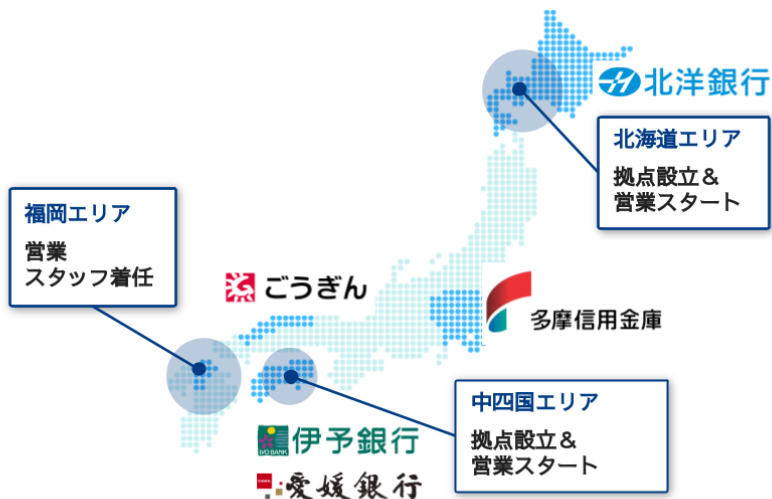 北洋銀行
北海道エリア
拠点設立＆
営業スタート
福岡エリア
営業
スタッフ着任
ごうぎん
多摩信用金庫
中四国エリア
拠点設立＆
営業スタート
伊予銀行
IYO BANK
愛媛銀行